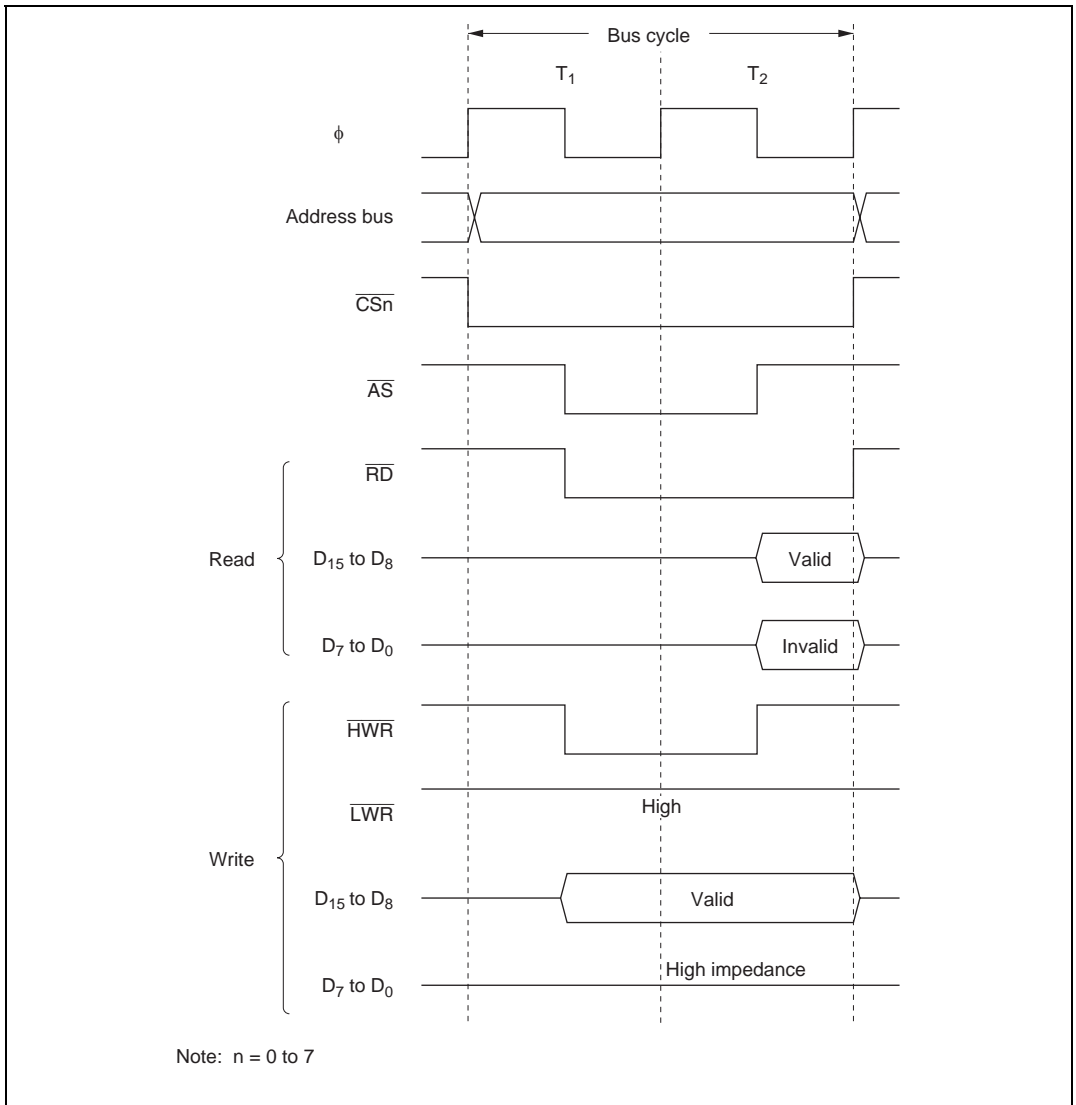 Bus cycle
T1 T2
ϕ
Address bus
CSn
AS
RD
Read D15 to D8 Valid
D7 to D0 Invalid
HWR
LWR High
Write
D15 to D8 Valid
D7 to D0 High impedance
Note: n = 0 to 7